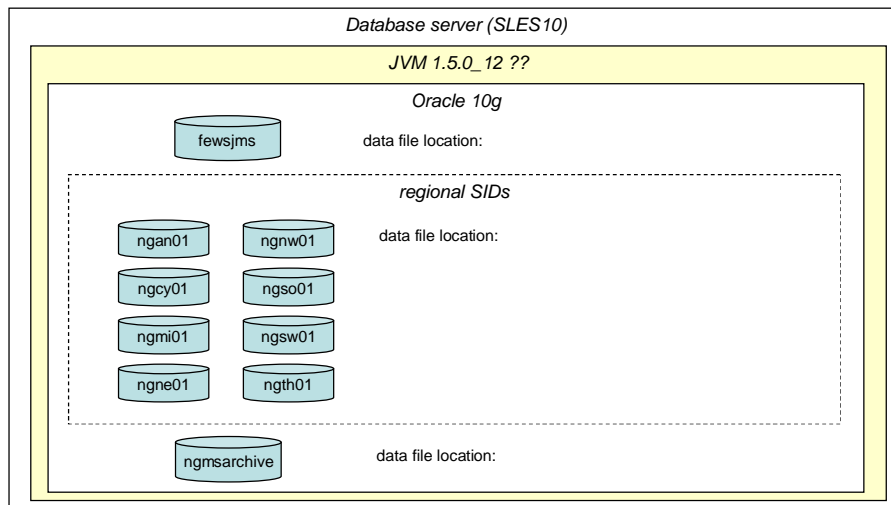 Database server (SLES10)
JVM 1.5.0_12 ??
Oracle 10g
fewsjms data file location:
regional SIDs
ngan01 ngnw01 data file location:
ngcy01 ngso01
ngmi01 ngsw01
ngne01 ngth01
ngmsarchive data file location: